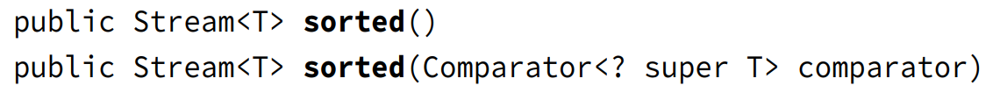 public Stream<T> sorted()
public Stream<T> sorted(Comparator<? super T> comparator)